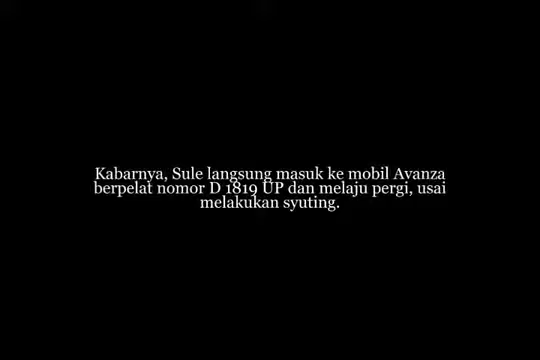 Kabarnya, Sule langsung masuk ke mobil Avanza
berpelat nomor D 1819 UP dan melaju pergi, usai
melakukan syuting.